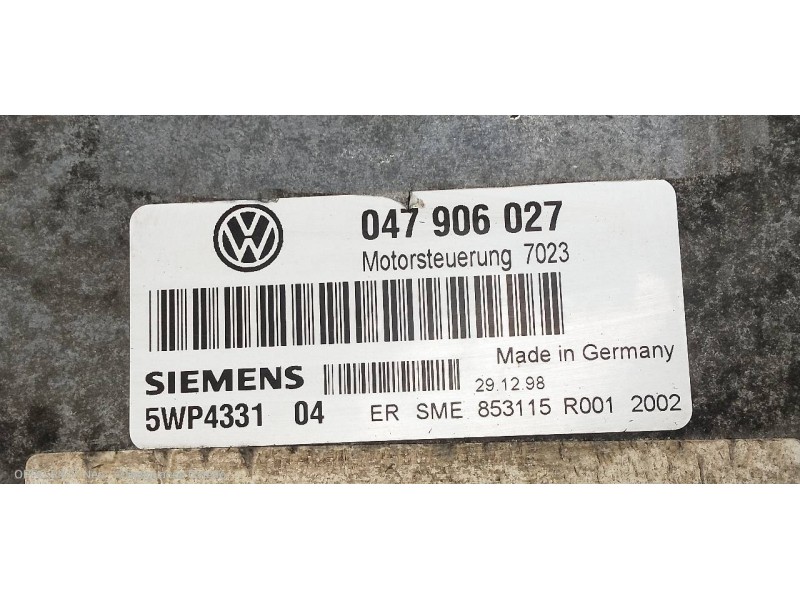 047 906 027
Motorsteuerung 7023
Made in Germany
SIEMENS
29.12.98
5WP4331 04 ER SME 853115 R001 2002